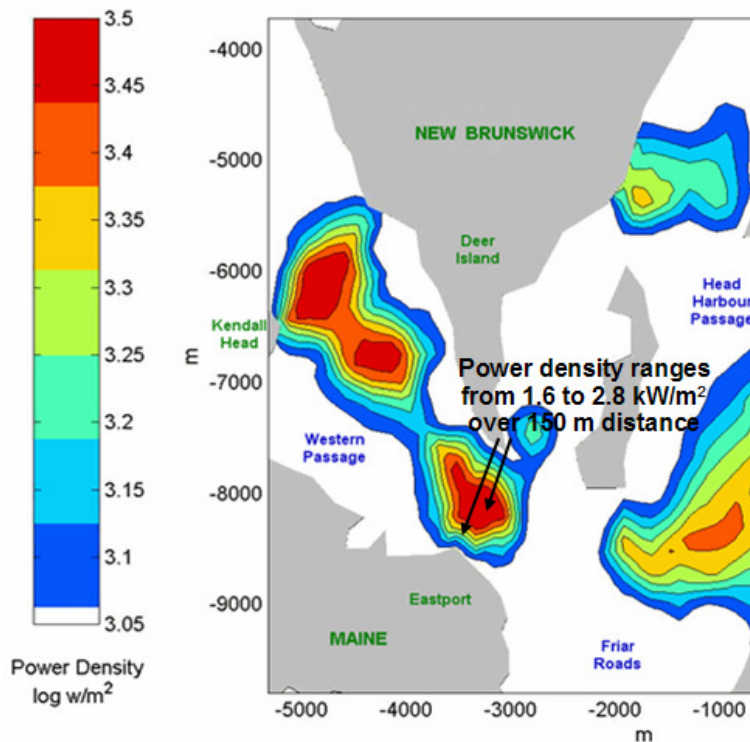 3.5
3.45
3.4
3.35
3.3
3.25
3.2
3.15
3.1
3.05
Power Density
log w/m²
-4000
-5000
-6000
-7000
-8000
-9000
m
-5000 -4000 -3000 -2000 -1000
m
NEW BRUNSWICK
Deer
Island
Head
Harbour
Passage
Kendall
Head
Power density ranges
from 1.6 to 2.8 kW/m²
over 150 m distance
Western
Passage
Eastport
MAINE
Friar
Roads